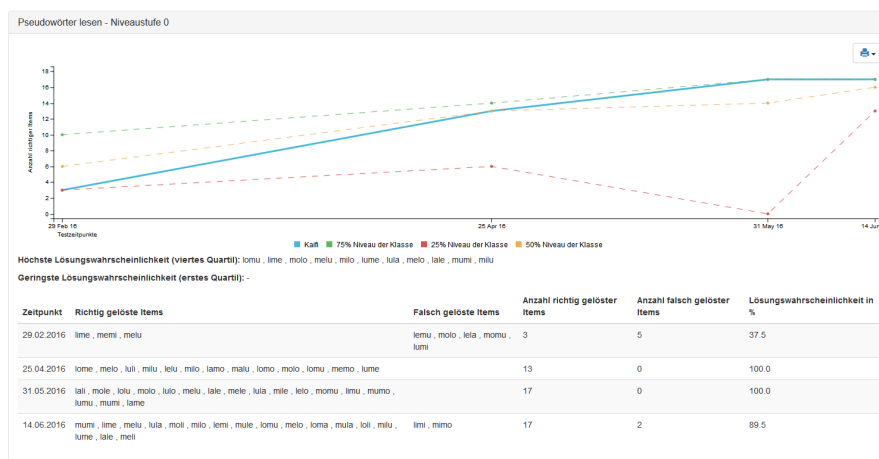 Pseudowörter lesen - Niveaustufe 0
18
16
14
12
10
8
6
4
2
0
Anzahl richtiger Items
29 Feb 16
25 Apr 16
31 May 16
14 Jun
Testzeitpunkte
Kaifl 75% Niveau der Klasse 25% Niveau der Klasse 50% Niveau der Klasse
Höchste Lösungswahrscheinlichkeit (viertes Quartil): lomu , lime , molo , melu , milo , lume , lula , melo , lale , mumi , milu
Geringste Lösungswahrscheinlichkeit (erstes Quartil): -
Anzahl richtig gelöster Anzahl falsch gelöster Lösungswahrscheinlichkeit in
Zeitpunkt Richtig gelöste Items Falsch gelöste Items Items Items %
29.02.2016 lime , memi , melu lemu , molo , lela , momu , 3 5 37.5
lumi
25.04.2016 lome , melo , luli , milu , lelu , milo , lamo , malu , lomo , molo , lomu , memo , lume 13 0 100.0
31.05.2016 lali , mole , lolu , molo , lulo , melu , lale , mele , lula , mile , lelo , momu , limu , mumo , 17 0 100.0
lumu , mumi , lame
14.06.2016 mumi , lime , melu , lula , moli , milo , lemi , mule , lomu , melo , loma , mula , loli , milu , limi , mimo 17 2 89.5
lume , lale , meli